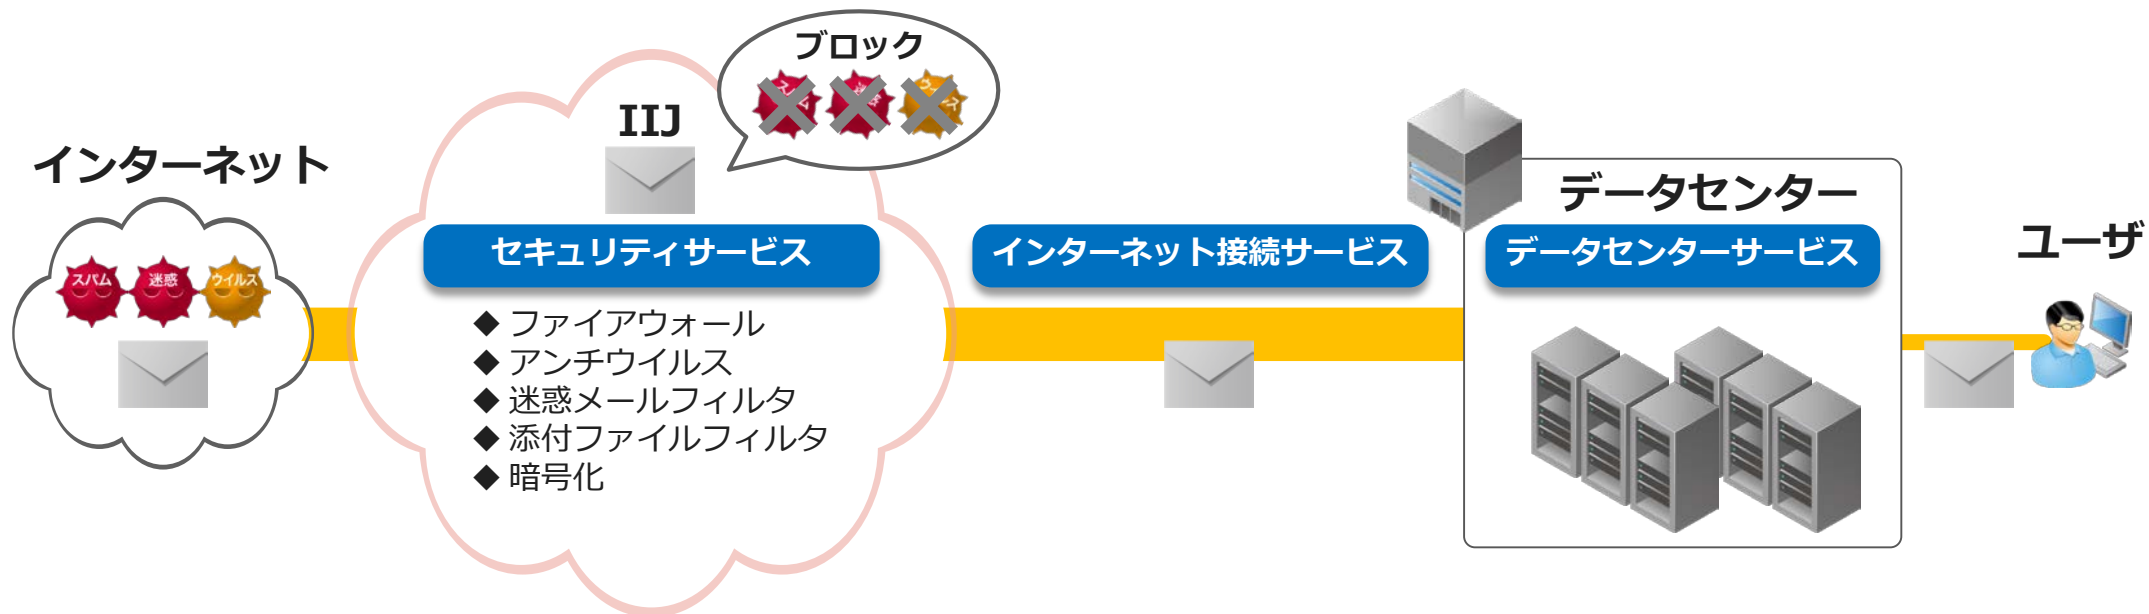 インターネット
スパム
迷惑
ウイルス
IIJ
ブロック
セキュリティサービス
◆ ファイアウォール
◆ アンチウイルス
◆ 迷惑メールフィルタ
◆ 添付ファイルフィルタ
◆ 暗号化
インターネット接続サービス
データセンター
データセンターサービス
ユーザ